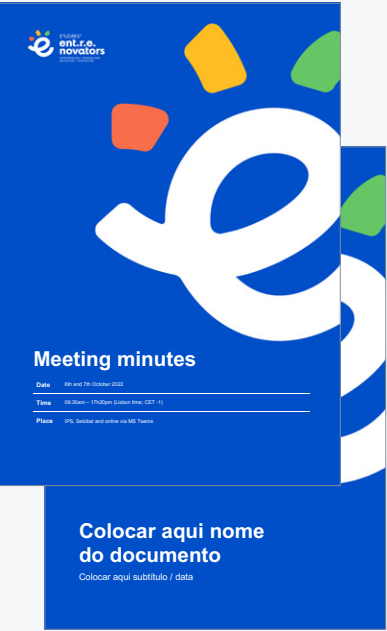 E³UDRES²
ent.r.e.
novators
Meeting minutes
Date 6th and 7th October 2022
Time 09:30am – 17h20pm (Lisbon time; CET -1)
Place IPS, Setúbal and online via MS Teams
Colocar aqui nome
do documento
Colocar aqui subtítulo / data